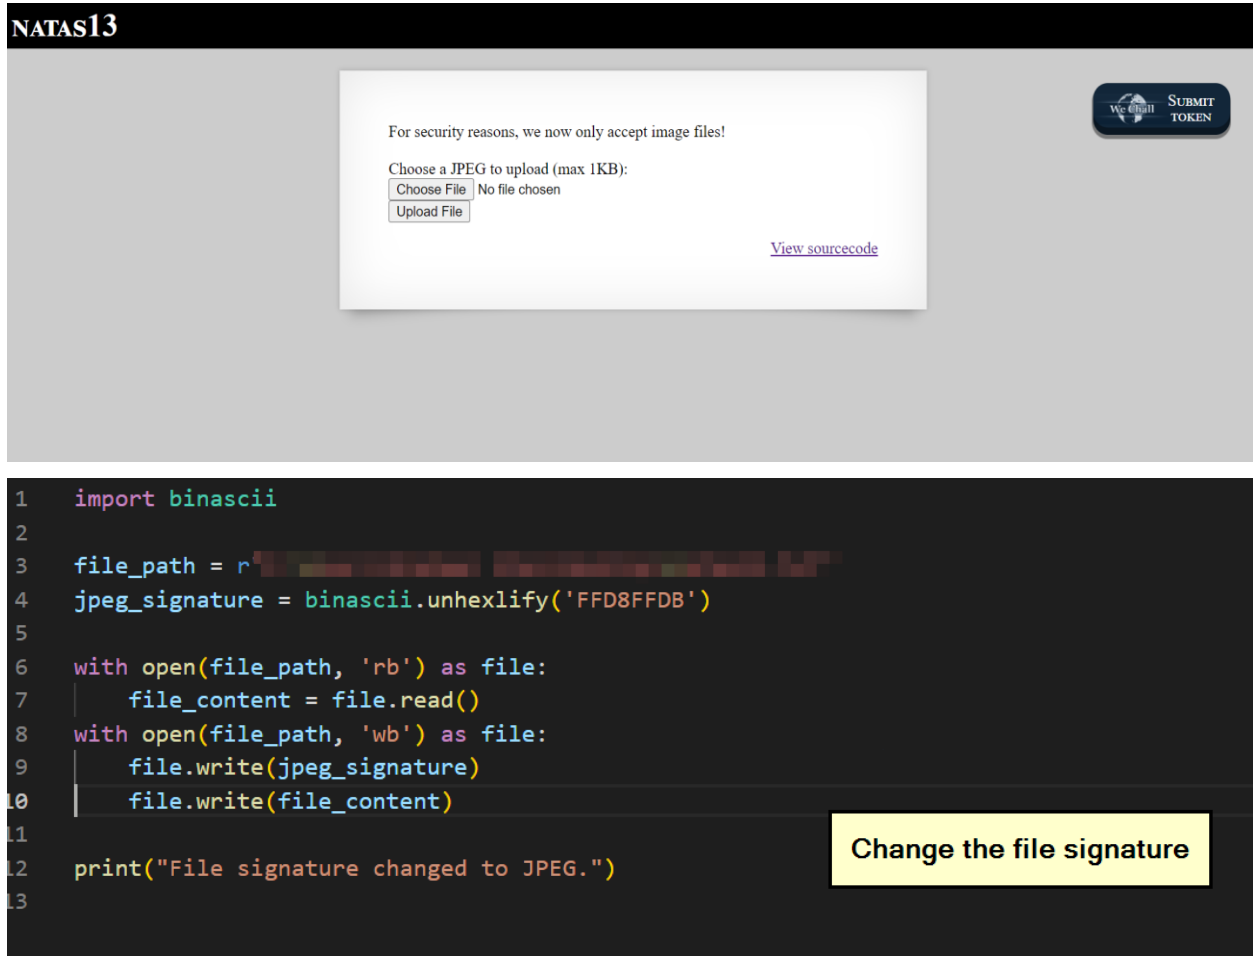 NATAS13
We Chall
SUBMIT
TOKEN
For security reasons, we now only accept image files!
Choose a JPEG to upload (max 1KB):
Choose File No file chosen
Upload File
View sourcecode
1 import binascii
2
3 file_path = r
4 jpeg_signature = binascii.unhexlify('FFD8FFDB')
5
6 with open(file_path, 'rb') as file:
7 file_content = file.read()
8 with open(file_path, 'wb') as file:
9 file.write(jpeg_signature)
10 file.write(file_content)
11
12 print("File signature changed to JPEG.")
13
Change the file signature